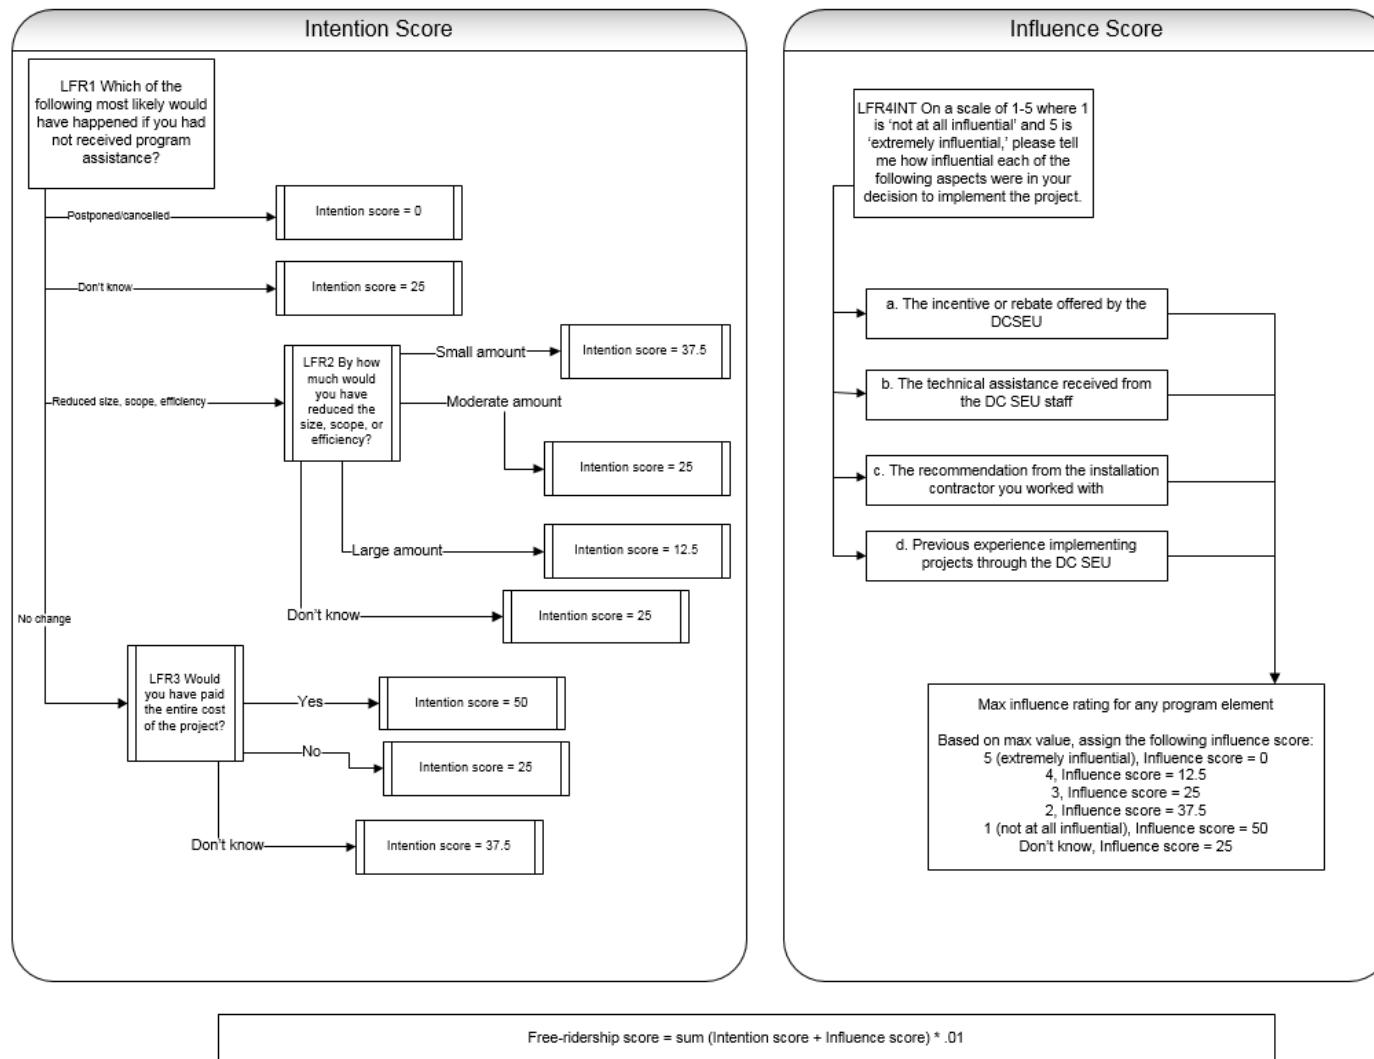 Intention Score
LFR1 Which of the
following most likely would
have happened if you had
not received program
assistance?
Postponed/cancelled
Intention score = 0
Don't know
Intention score = 25
Reduced size, scope, efficiency
LFR2 By how
much would
you have
reduced the
size, scope, or
efficiency?
Small amount
Intention score = 37.5
Moderate amount
Intention score = 25
Large amount
Intention score = 12.5
Don't know
Intention score = 25
No change
LFR3 Would
you have paid
the entire cost
of the project?
Yes
Intention score = 50
No
Intention score = 25
Don't know
Intention score = 37.5
Influence Score
LFR4INT On a scale of 1-5 where 1
is ‘not at all influential’ and 5 is
‘extremely influential,’ please tell
me how influential each of the
following aspects were in your
decision to implement the project.
a. The incentive or rebate offered by the
DCSEU
b. The technical assistance received from
the DC SEU staff
c. The recommendation from the installation
contractor you worked with
d. Previous experience implementing
projects through the DC SEU
Max influence rating for any program element
Based on max value, assign the following influence score:
5 (extremely influential), Influence score = 0
4, Influence score = 12.5
3, Influence score = 25
2, Influence score = 37.5
1 (not at all influential), Influence score = 50
Don't know, Influence score = 25
Free-ridership score = sum (Intention score + Influence score) * .01